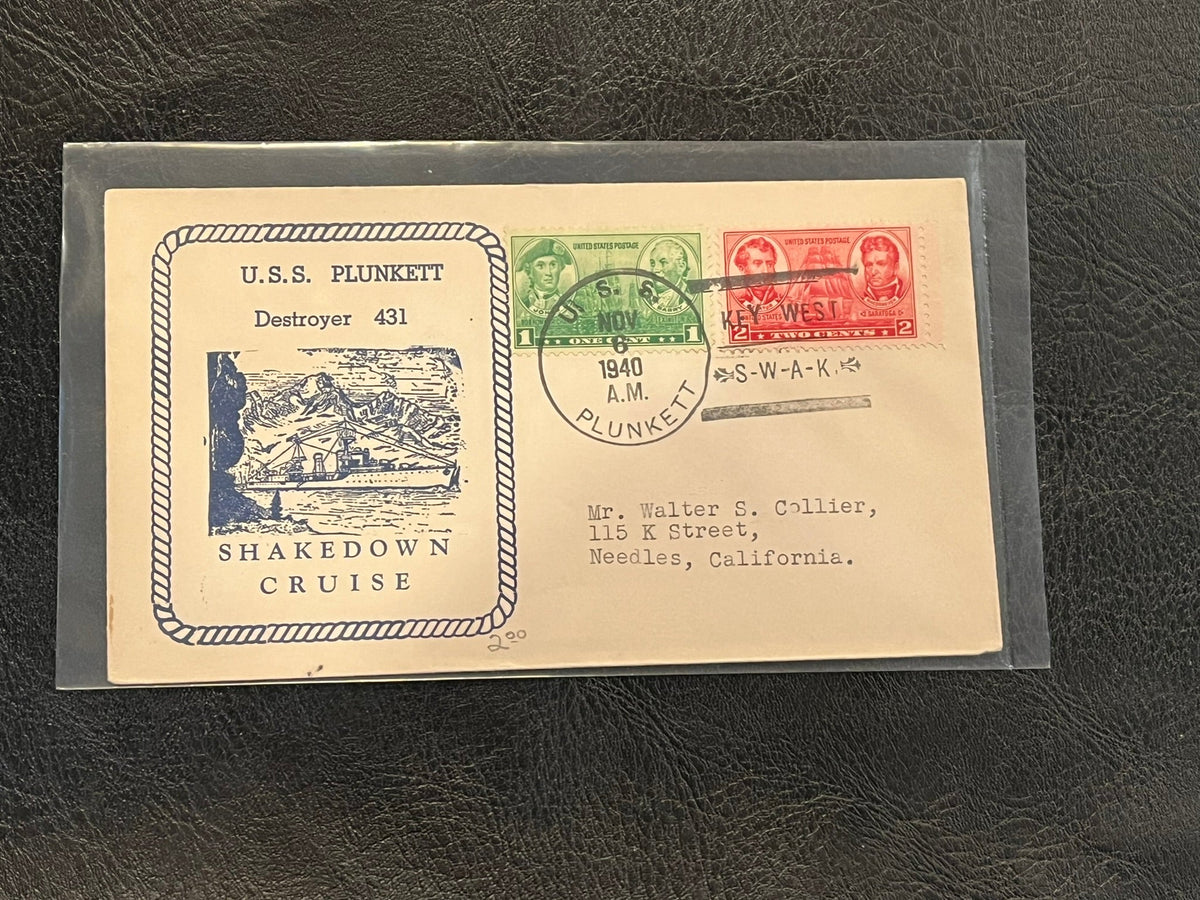 U.S.S. PLUNKETT
Destroyer 431
SHAKEDOWN
CRUISE
UNITED STATES POSTAGE
1 ONE CENT 1
UNITED STATES POSTAGE
SARATOGA
2 TWO CENTS 2
U. S. S.
NOV
6
1940
A.M.
PLUNKETT
KEY WEST
S-W-A-K.
Mr. Walter S. Collier,
115 K Street,
Needles, California.
2.00